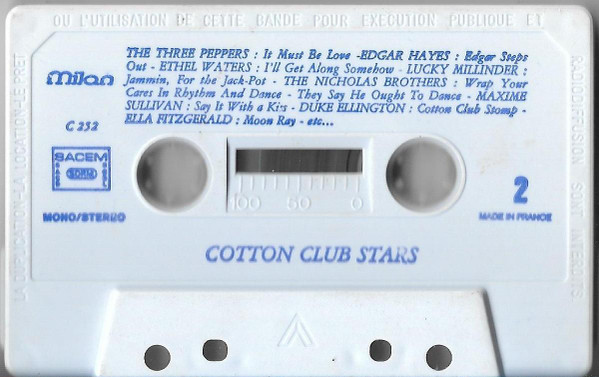 OU L'UTILISATION DE CETTE BANDE POUR EXECUTION PUBLIQUE ET
RADIODIFFUSION SONT INTERDITS
LA DUPLICATION-LA LOCATION-LE PRET
THE THREE PEPPERS : It Must Be Love -EDGAR HAYES : Edgar Steps
Out - ETHEL WATERS : I'll Get Along Somehow - LUCKY MILLINDER :
Jammin, For the Jack-Pot - THE NICHOLAS BROTHERS : Wrap Your
Cares In Rhythm And Dance - They Say He Ought To Dance - MAXIME
SULLIVAN : Say It With a Kiss - DUKE ELLINGTON : Cotton Club Stomp -
ELLA FITZGERALD : Moon Ray - etc...
milan
C 252
SACEM
SDRM
MONO/STEREO
100 50 0
2
MADE IN FRANCE
COTTON CLUB STARS